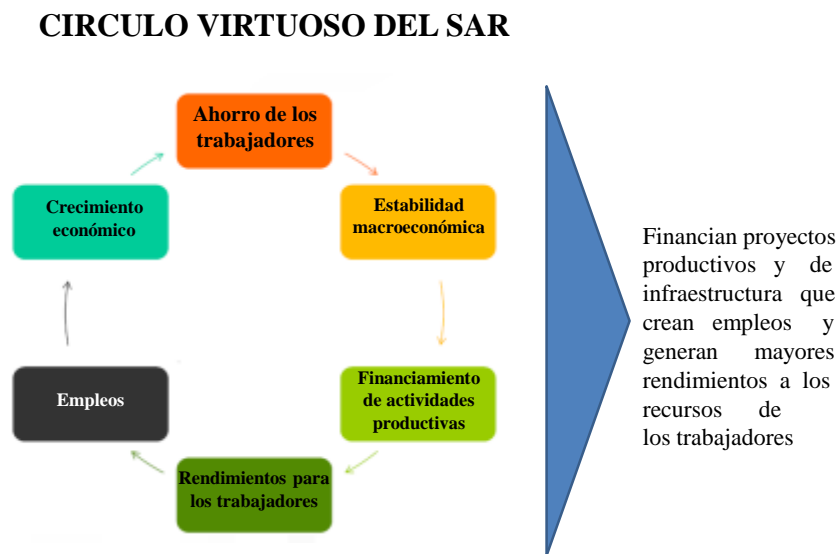 CIRCULO VIRTUOSO DEL SAR
Ahorro de los
trabajadores
Estabilidad
macroeconómica
Financiamiento
de actividades
productivas
Rendimientos para
los trabajadores
Empleos
Crecimiento
económico
Financian proyectos
productivos y de
infraestructura que
crean empleos y
generan mayores
rendimientos a los
recursos de
los trabajadores